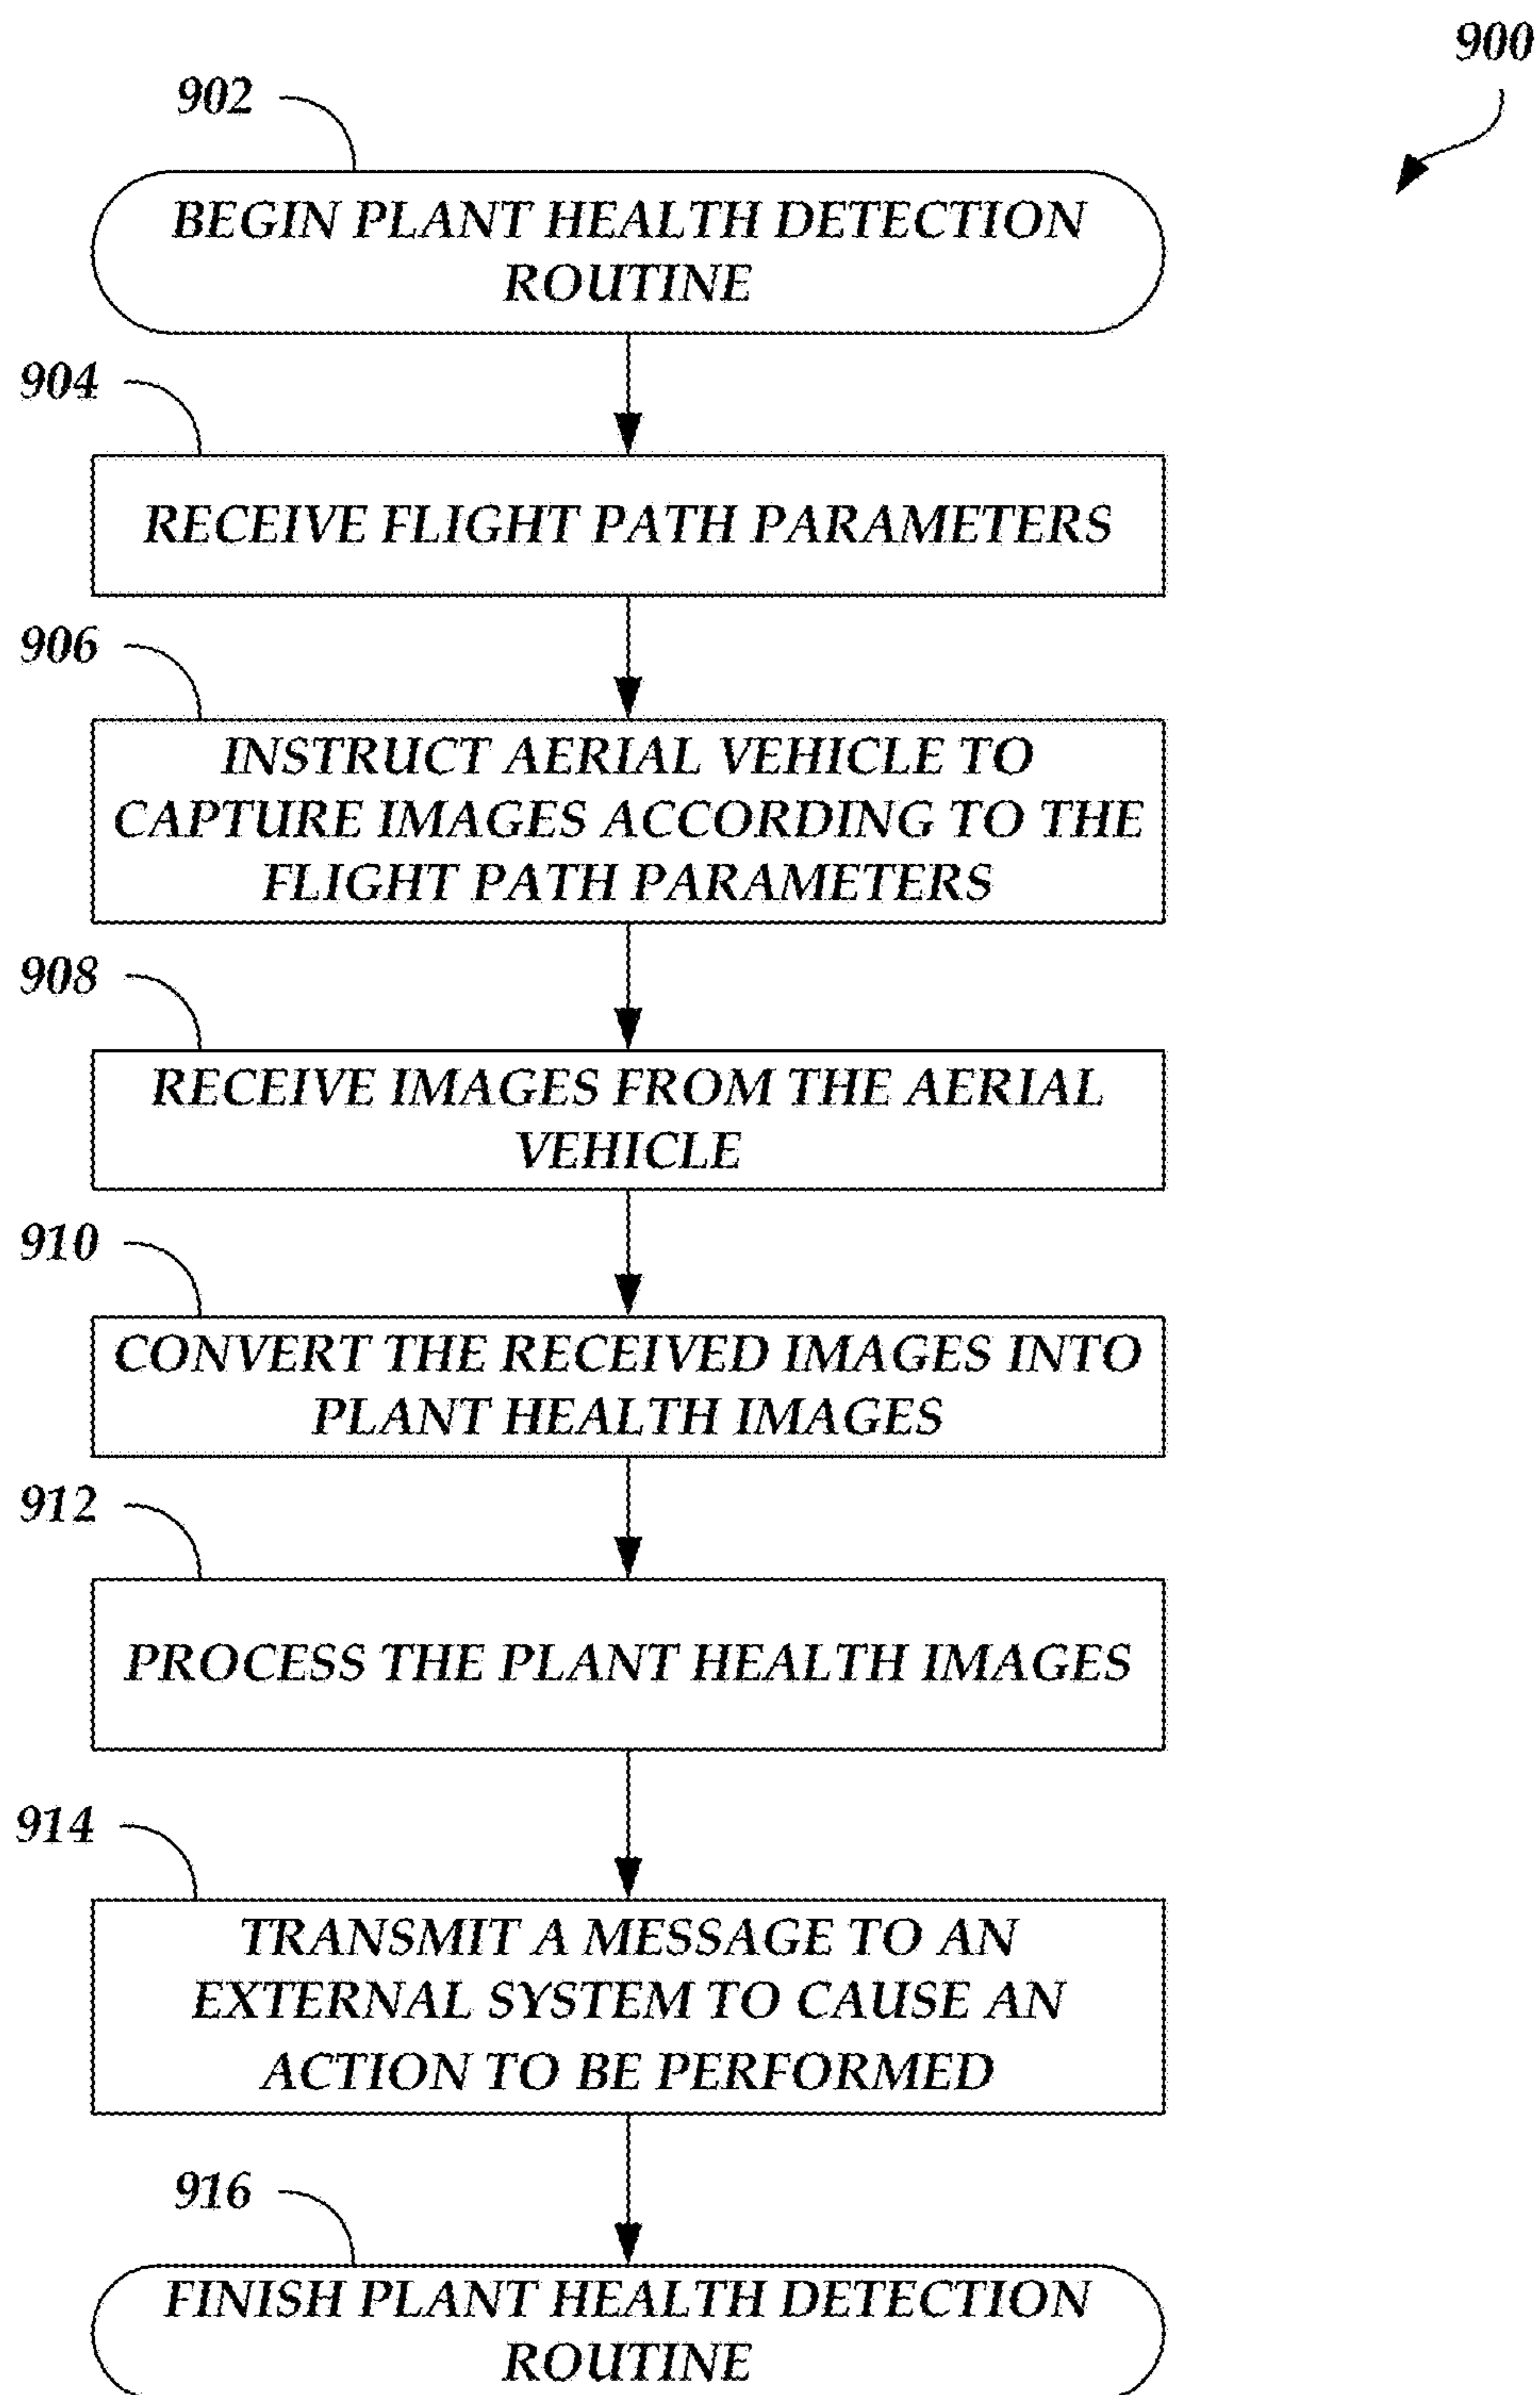 900
902
BEGIN PLANT HEALTH DETECTION
ROUTINE
904
RECEIVE FLIGHT PATH PARAMETERS
906
INSTRUCT AERIAL VEHICLE TO
CAPTURE IMAGES ACCORDING TO THE
FLIGHT PATH PARAMETERS
908
RECEIVE IMAGES FROM THE AERIAL
VEHICLE
910
CONVERT THE RECEIVED IMAGES INTO
PLANT HEALTH IMAGES
912
PROCESS THE PLANT HEALTH IMAGES
914
TRANSMIT A MESSAGE TO AN
EXTERNAL SYSTEM TO CAUSE AN
ACTION TO BE PERFORMED
916
FINISH PLANT HEALTH DETECTION
ROUTINE